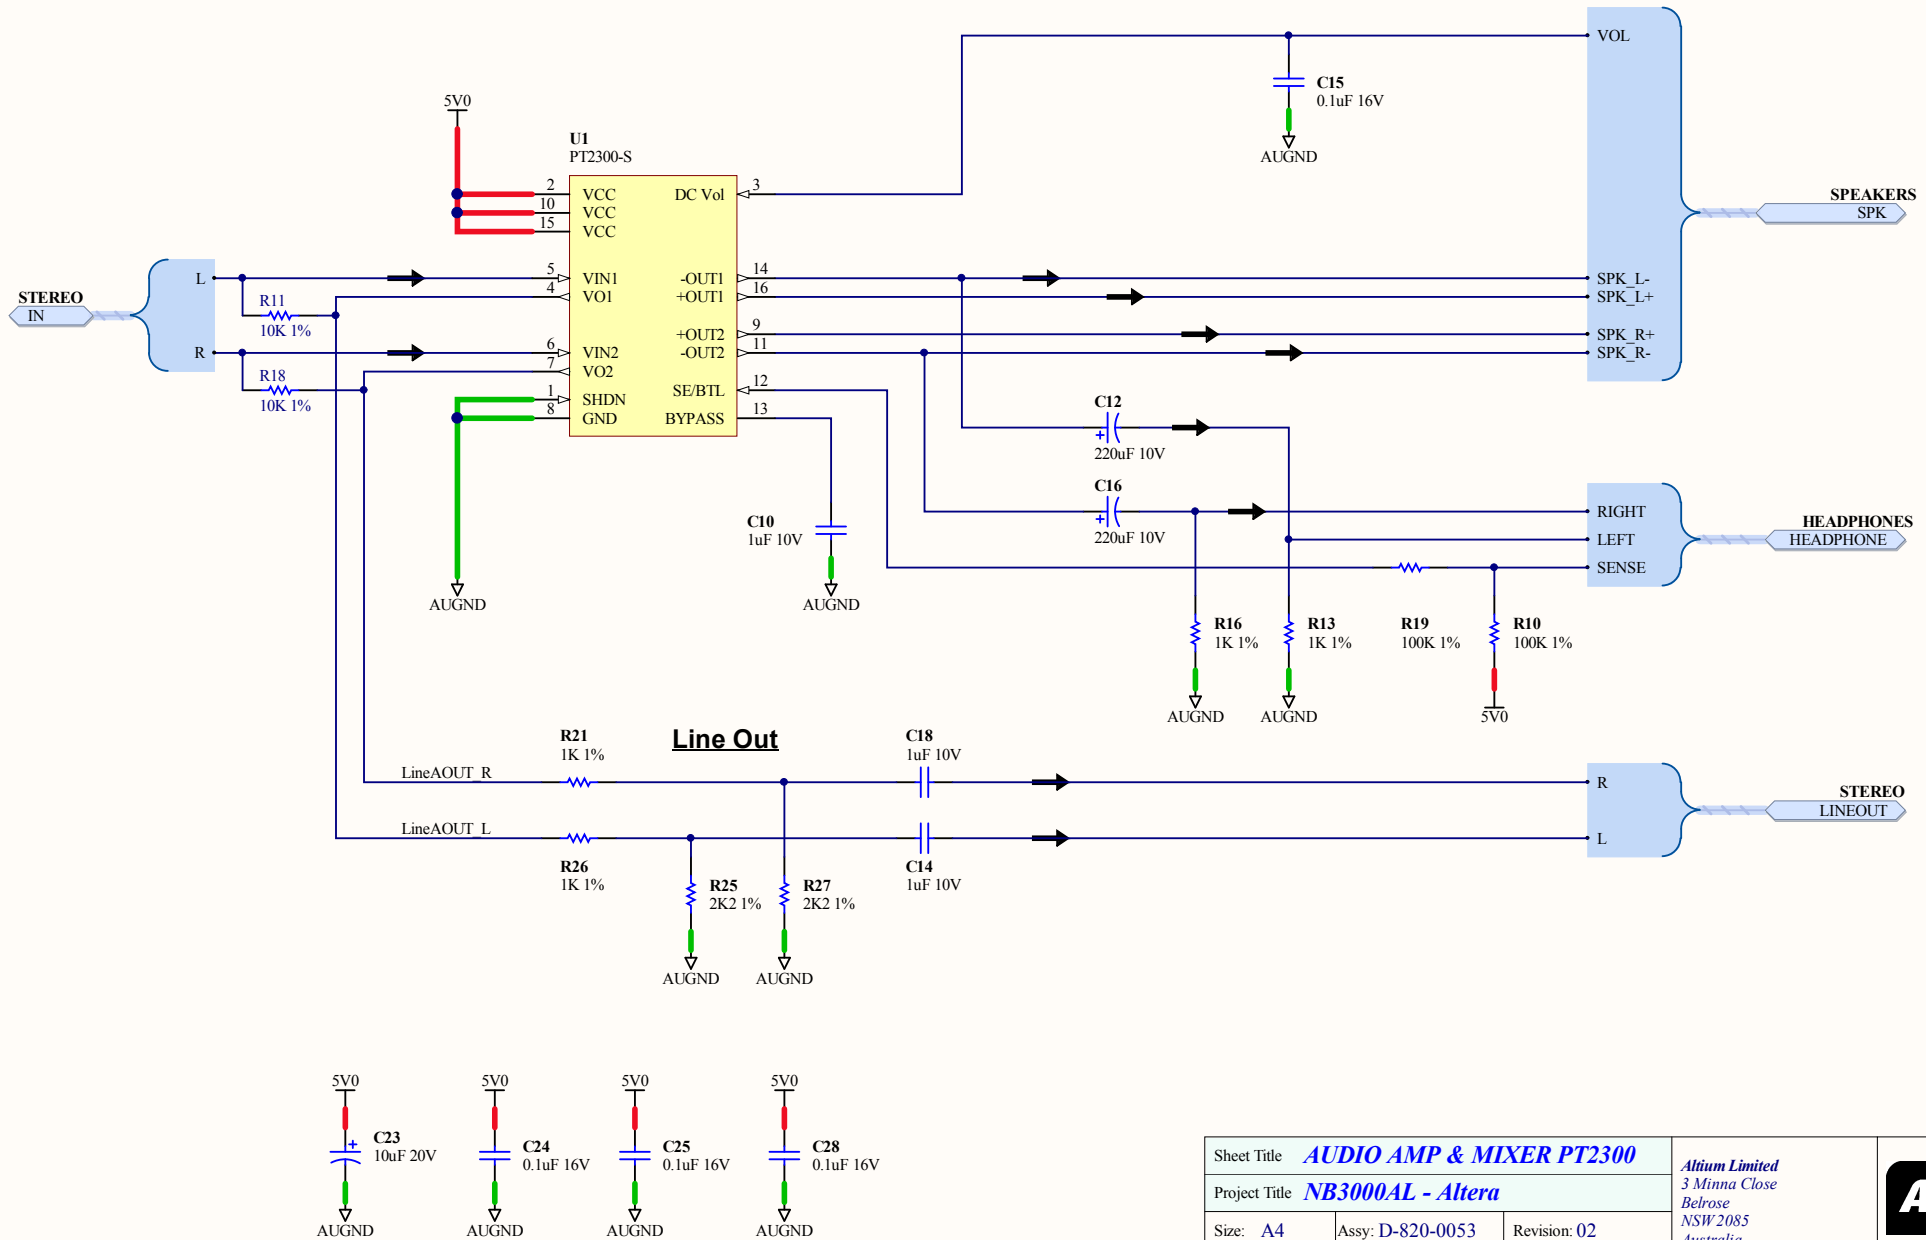 VOL
C15
0.1uF 16V
AUGND
5V0
U1
PT2300-S
2 VCC
10 VCC
15 VCC
DC Vol 3
SPEAKERS
SPK
STEREO
IN
L
R11
10K 1%
R
R18
10K 1%
5 VIN1
4 VO1
6 VIN2
7 VO2
1 SHDN
8 GND
-OUT1 14
+OUT1 16
+OUT2 9
-OUT2 11
SE/BTL 12
BYPASS 13
SPK_L-
SPK_L+
SPK_R+
SPK_R-
C12
+
220uF 10V
C16
+
220uF 10V
C10
1uF 10V
AUGND
AUGND
RIGHT
LEFT
SENSE
HEADPHONES
HEADPHONE
R16
1K 1%
R13
1K 1%
R19
100K 1%
R10
100K 1%
AUGND
AUGND
5V0
Line Out
R21
1K 1%
C18
1uF 10V
LineAOUT_R
LineAOUT_L
R26
1K 1%
C14
1uF 10V
R25
2K2 1%
R27
2K2 1%
AUGND
AUGND
R
L
STEREO
LINEOUT
5V0
5V0
5V0
5V0
+
C23
10uF 20V
C24
0.1uF 16V
C25
0.1uF 16V
C28
0.1uF 16V
AUGND
AUGND
AUGND
AUGND
Sheet Title AUDIO AMP & MIXER PT2300
Project Title NB3000AL - Altera
Size: A4 Assy: D-820-0053 Revision: 02
Altium Limited
3 Minna Close
Belrose
NSW 2085
Australia